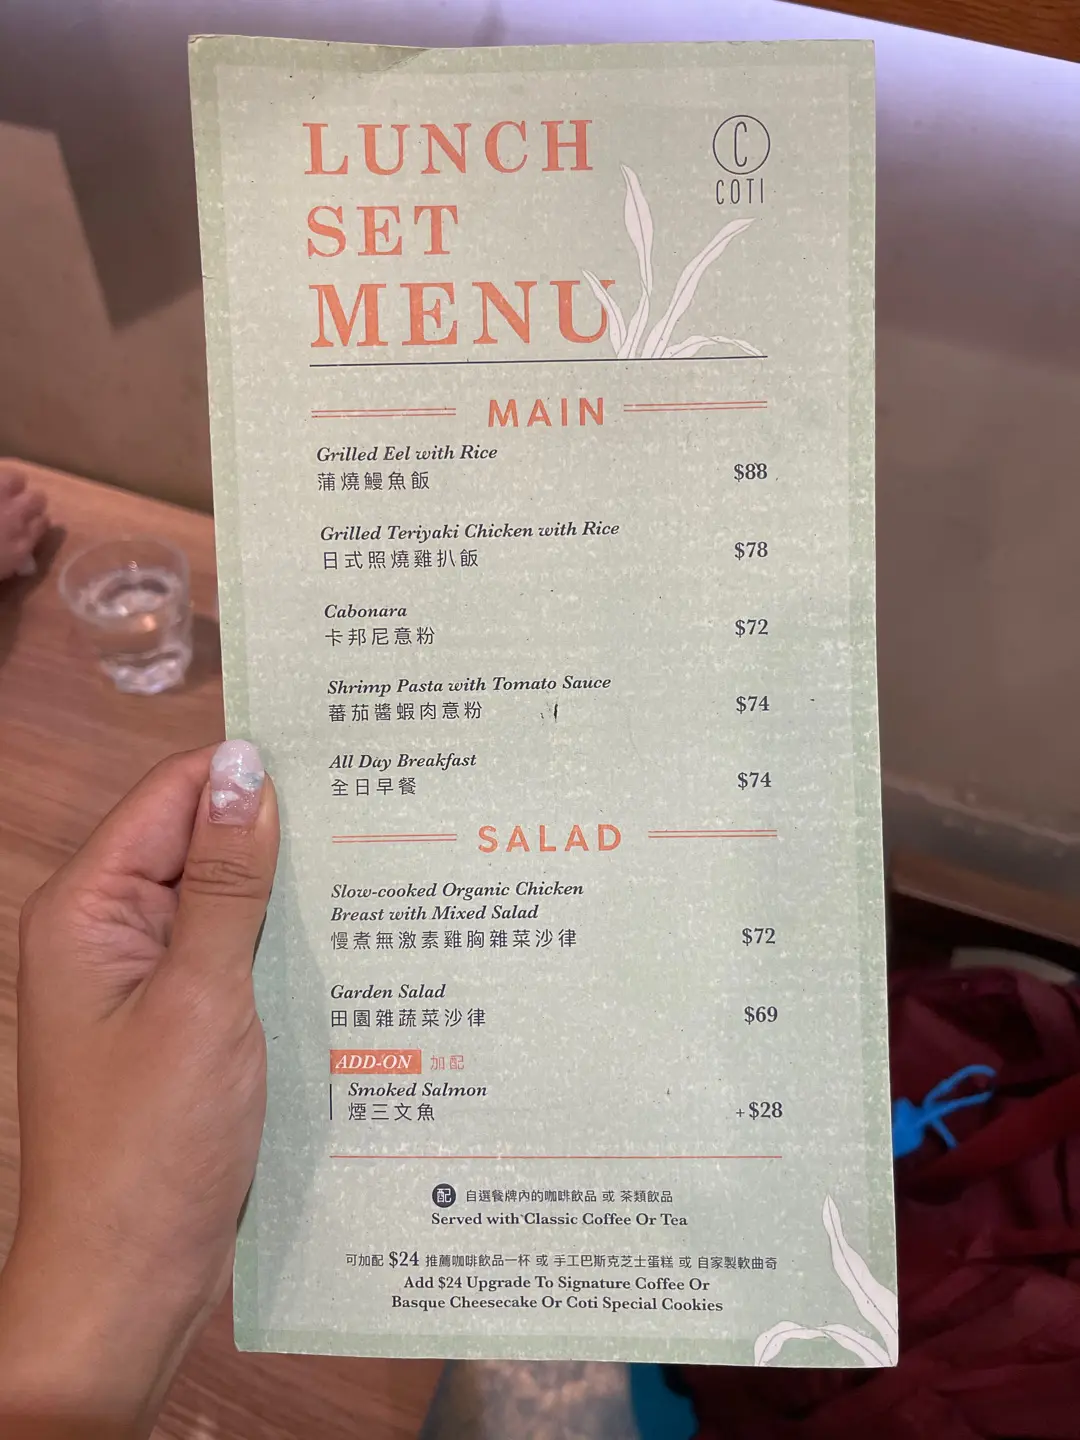 LUNCH
SET
MENU
C
COTI
MAIN
Grilled Eel with Rice
蒲燒鰻魚飯
$88
Grilled Teriyaki Chicken with Rice
日式照燒雞扒飯
$78
Cabonara
卡邦尼意粉
$72
Shrimp Pasta with Tomato Sauce
蕃茄醬蝦肉意粉
$74
All Day Breakfast
全日早餐
$74
SALAD
Slow-cooked Organic Chicken
Breast with Mixed Salad
慢煮無激素雞胸雜菜沙律
$72
Garden Salad
田園雜蔬菜沙律
$69
ADD-ON 加配
Smoked Salmon
煙三文魚
+$28
配 自選餐牌內的咖啡飲品 或 茶類飲品
Served with Classic Coffee Or Tea
可加配 $24 推薦咖啡飲品一杯 或 手工巴斯克芝士蛋糕 或 自家製軟曲奇
Add $24 Upgrade To Signature Coffee Or
Basque Cheesecake Or Coti Special Cookies